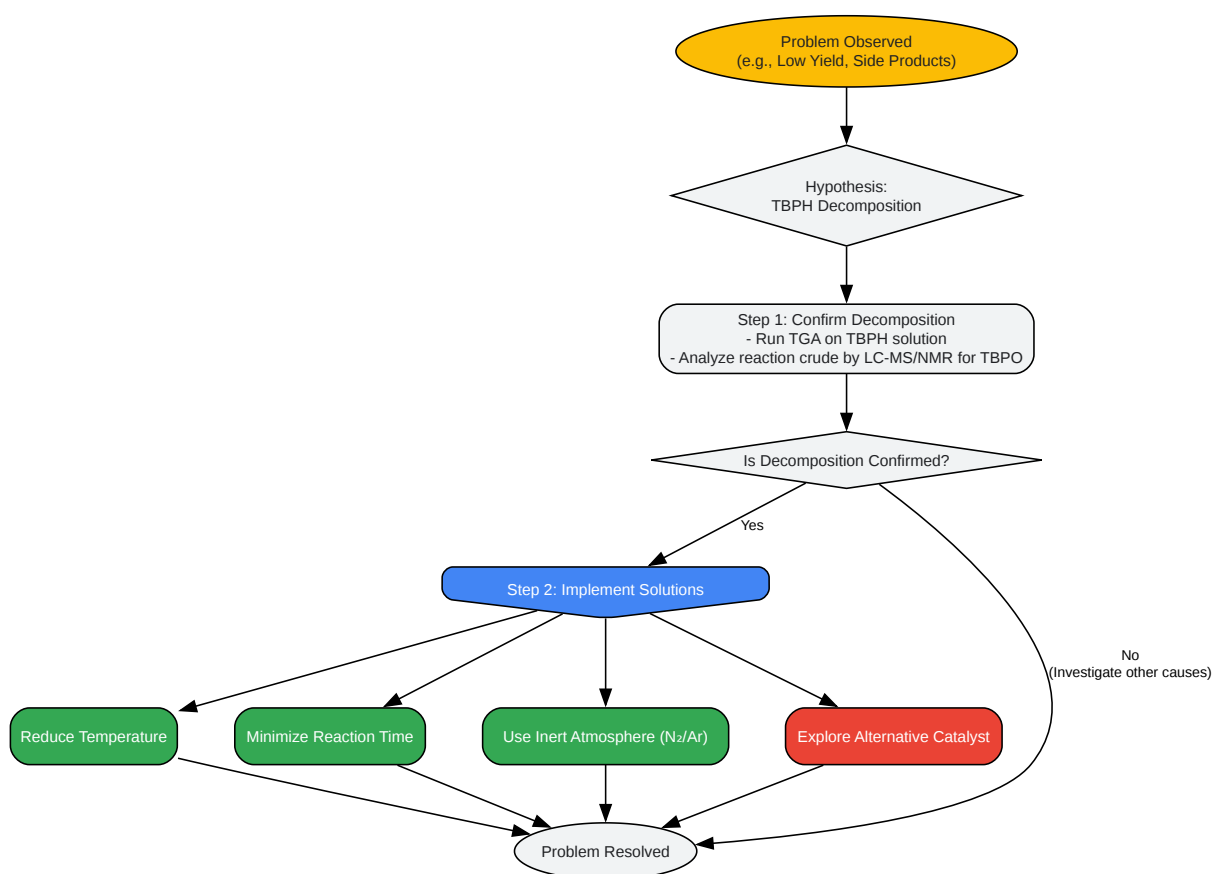 Problem Observed
(e.g., Low Yield, Side Products)
Hypothesis:
TBPH Decomposition
Step 1: Confirm Decomposition
- Run TGA on TBPH solution
- Analyze reaction crude by LC-MS/NMR for TBPO
Is Decomposition Confirmed?
Yes
Step 2: Implement Solutions
No
(Investigate other causes)
Reduce Temperature
Minimize Reaction Time
Use Inert Atmosphere (N₂/Ar)
Explore Alternative Catalyst
Problem Resolved